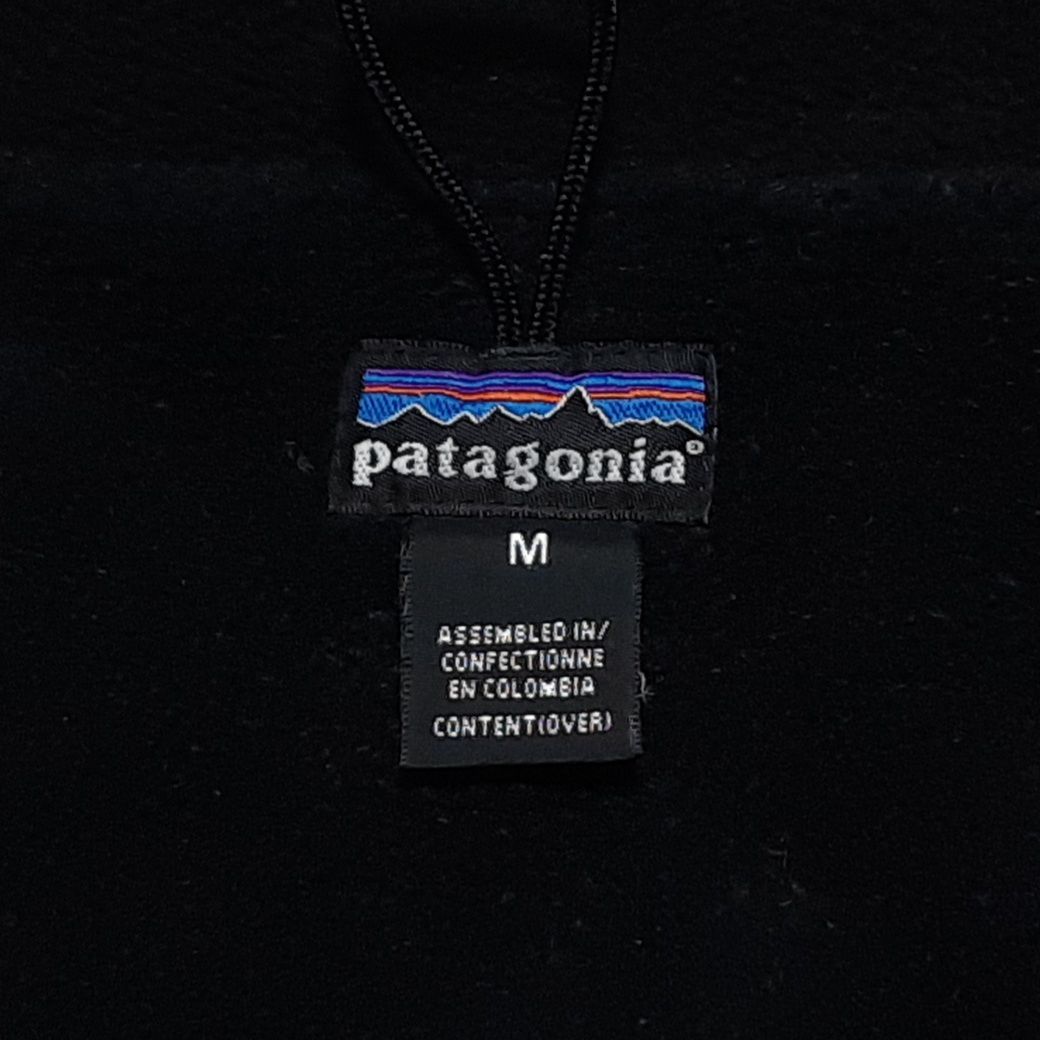 patagonia®
M
ASSEMBLED IN/
CONFECTIONNE
EN COLOMBIA
CONTENT(OVER)